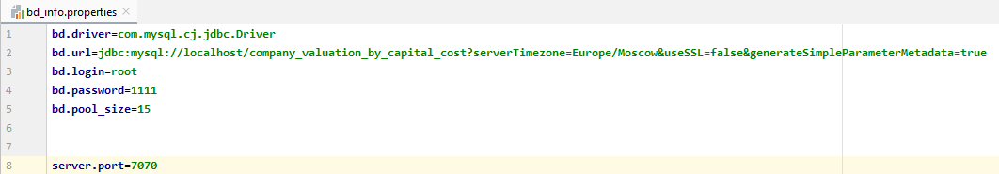 bd_info.properties
1 bd.driver=com.mysql.cj.jdbc.Driver
2 bd.url=jdbc:mysql://localhost/company_valuation_by_capital_cost?serverTimezone=Europe/Moscow&useSSL=false&generateSimpleParameterMetadata=true
3 bd.login=root
4 bd.password=1111
5 bd.pool_size=15
6
7
8 server.port=7070